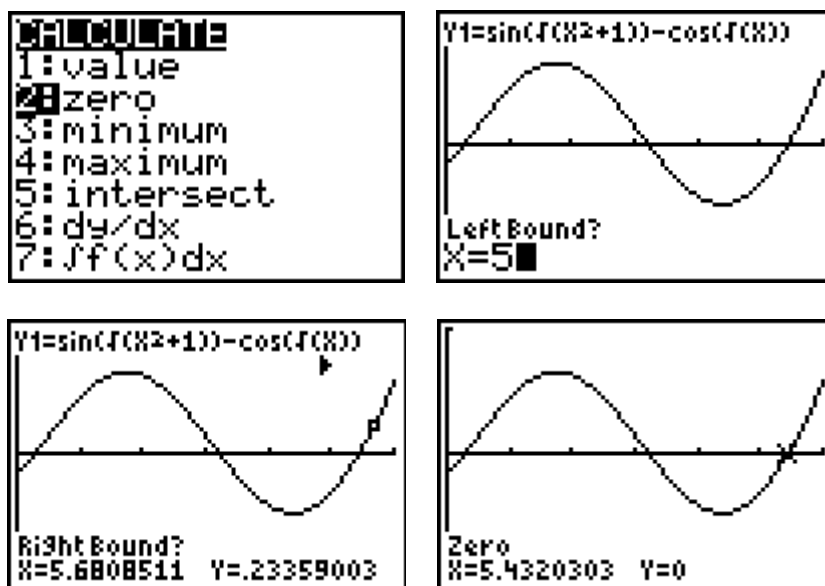 CALCULATE
1:value
2:zero
3:minimum
4:maximum
5:intersect
6:dy/dx
7:∫f(x)dx
Y1=sin(√(X²+1))-cos(√(X))
Left Bound?
X=5
Y1=sin(√(X²+1))-cos(√(X))
Right Bound?
X=5.6808511 Y=.23359003
Zero
X=5.4320303 Y=0